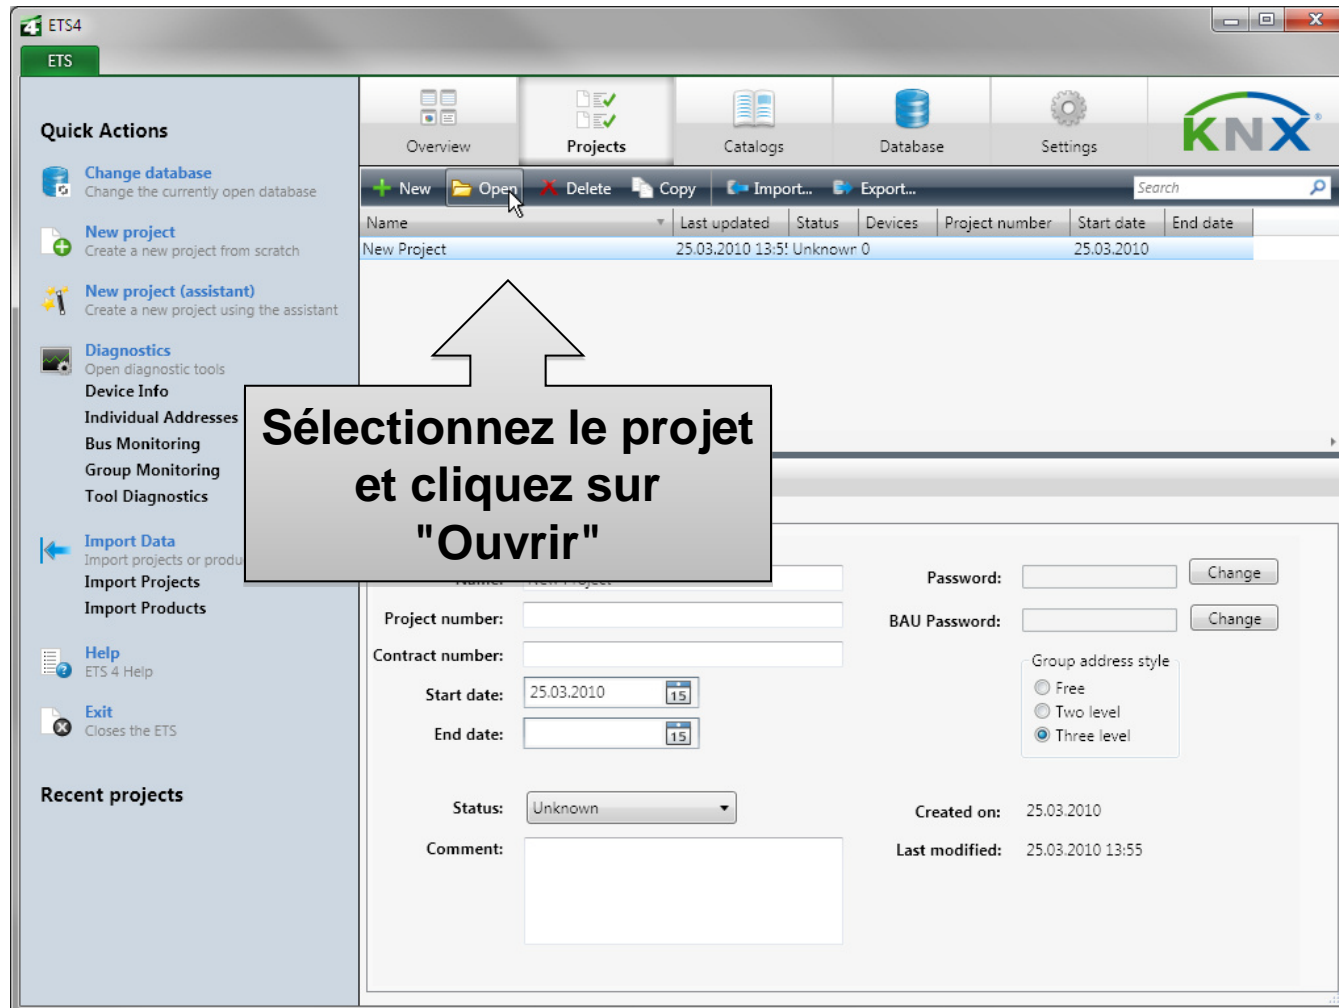 ETS4
ETS
Quick Actions
Change database
Change the currently open database
New project
Create a new project from scratch
New project (assistant)
Create a new project using the assistant
Diagnostics
Open diagnostic tools
Device Info
Individual Addresses
Bus Monitoring
Group Monitoring
Tool Diagnostics
Import Data
Import projects or produ
Import Projects
Import Products
Help
ETS 4 Help
Exit
Closes the ETS
Recent projects
Overview Projects Catalogs Database Settings KNX
New Open Delete Copy Import... Export... Search
Name Last updated Status Devices Project number Start date End date
New Project 25.03.2010 13:5 Unknown 0 25.03.2010
Sélectionnez le projet
et cliquez sur
"Ouvrir"
Name: New Project Password: Change
Project number: BAU Password: Change
Contract number:
Group address style
Start date: 25.03.2010 15
Free
Two level
End date: 15
Three level
Status: Unknown Created on: 25.03.2010
Comment: Last modified: 25.03.2010 13:55